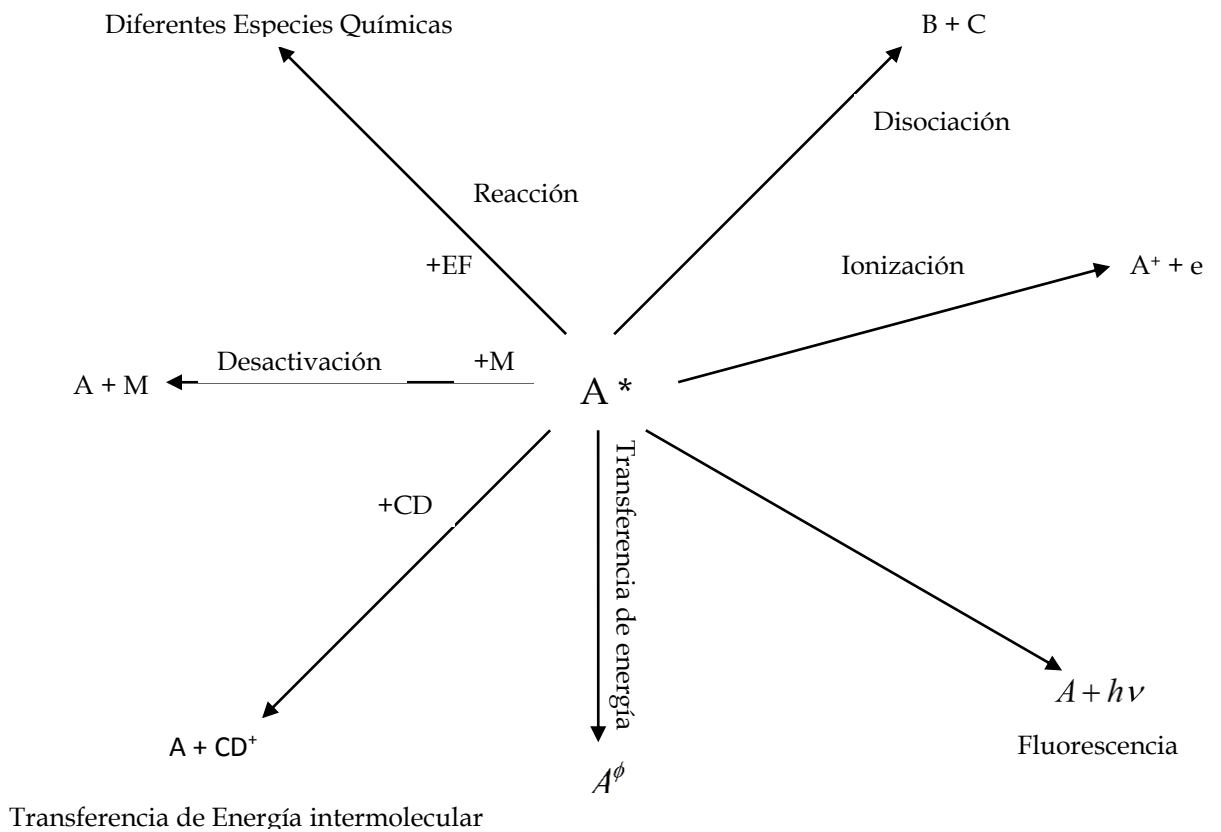 Diferentes Especies Químicas
B + C
Disociación
Reacción
+EF
Ionización
A⁺ + e
Desactivación
+M
A + M
A *
+CD
Transferencia de energía
A + hν
Fluorescencia
A + CD⁺
A^ϕ
Transferencia de Energía intermolecular